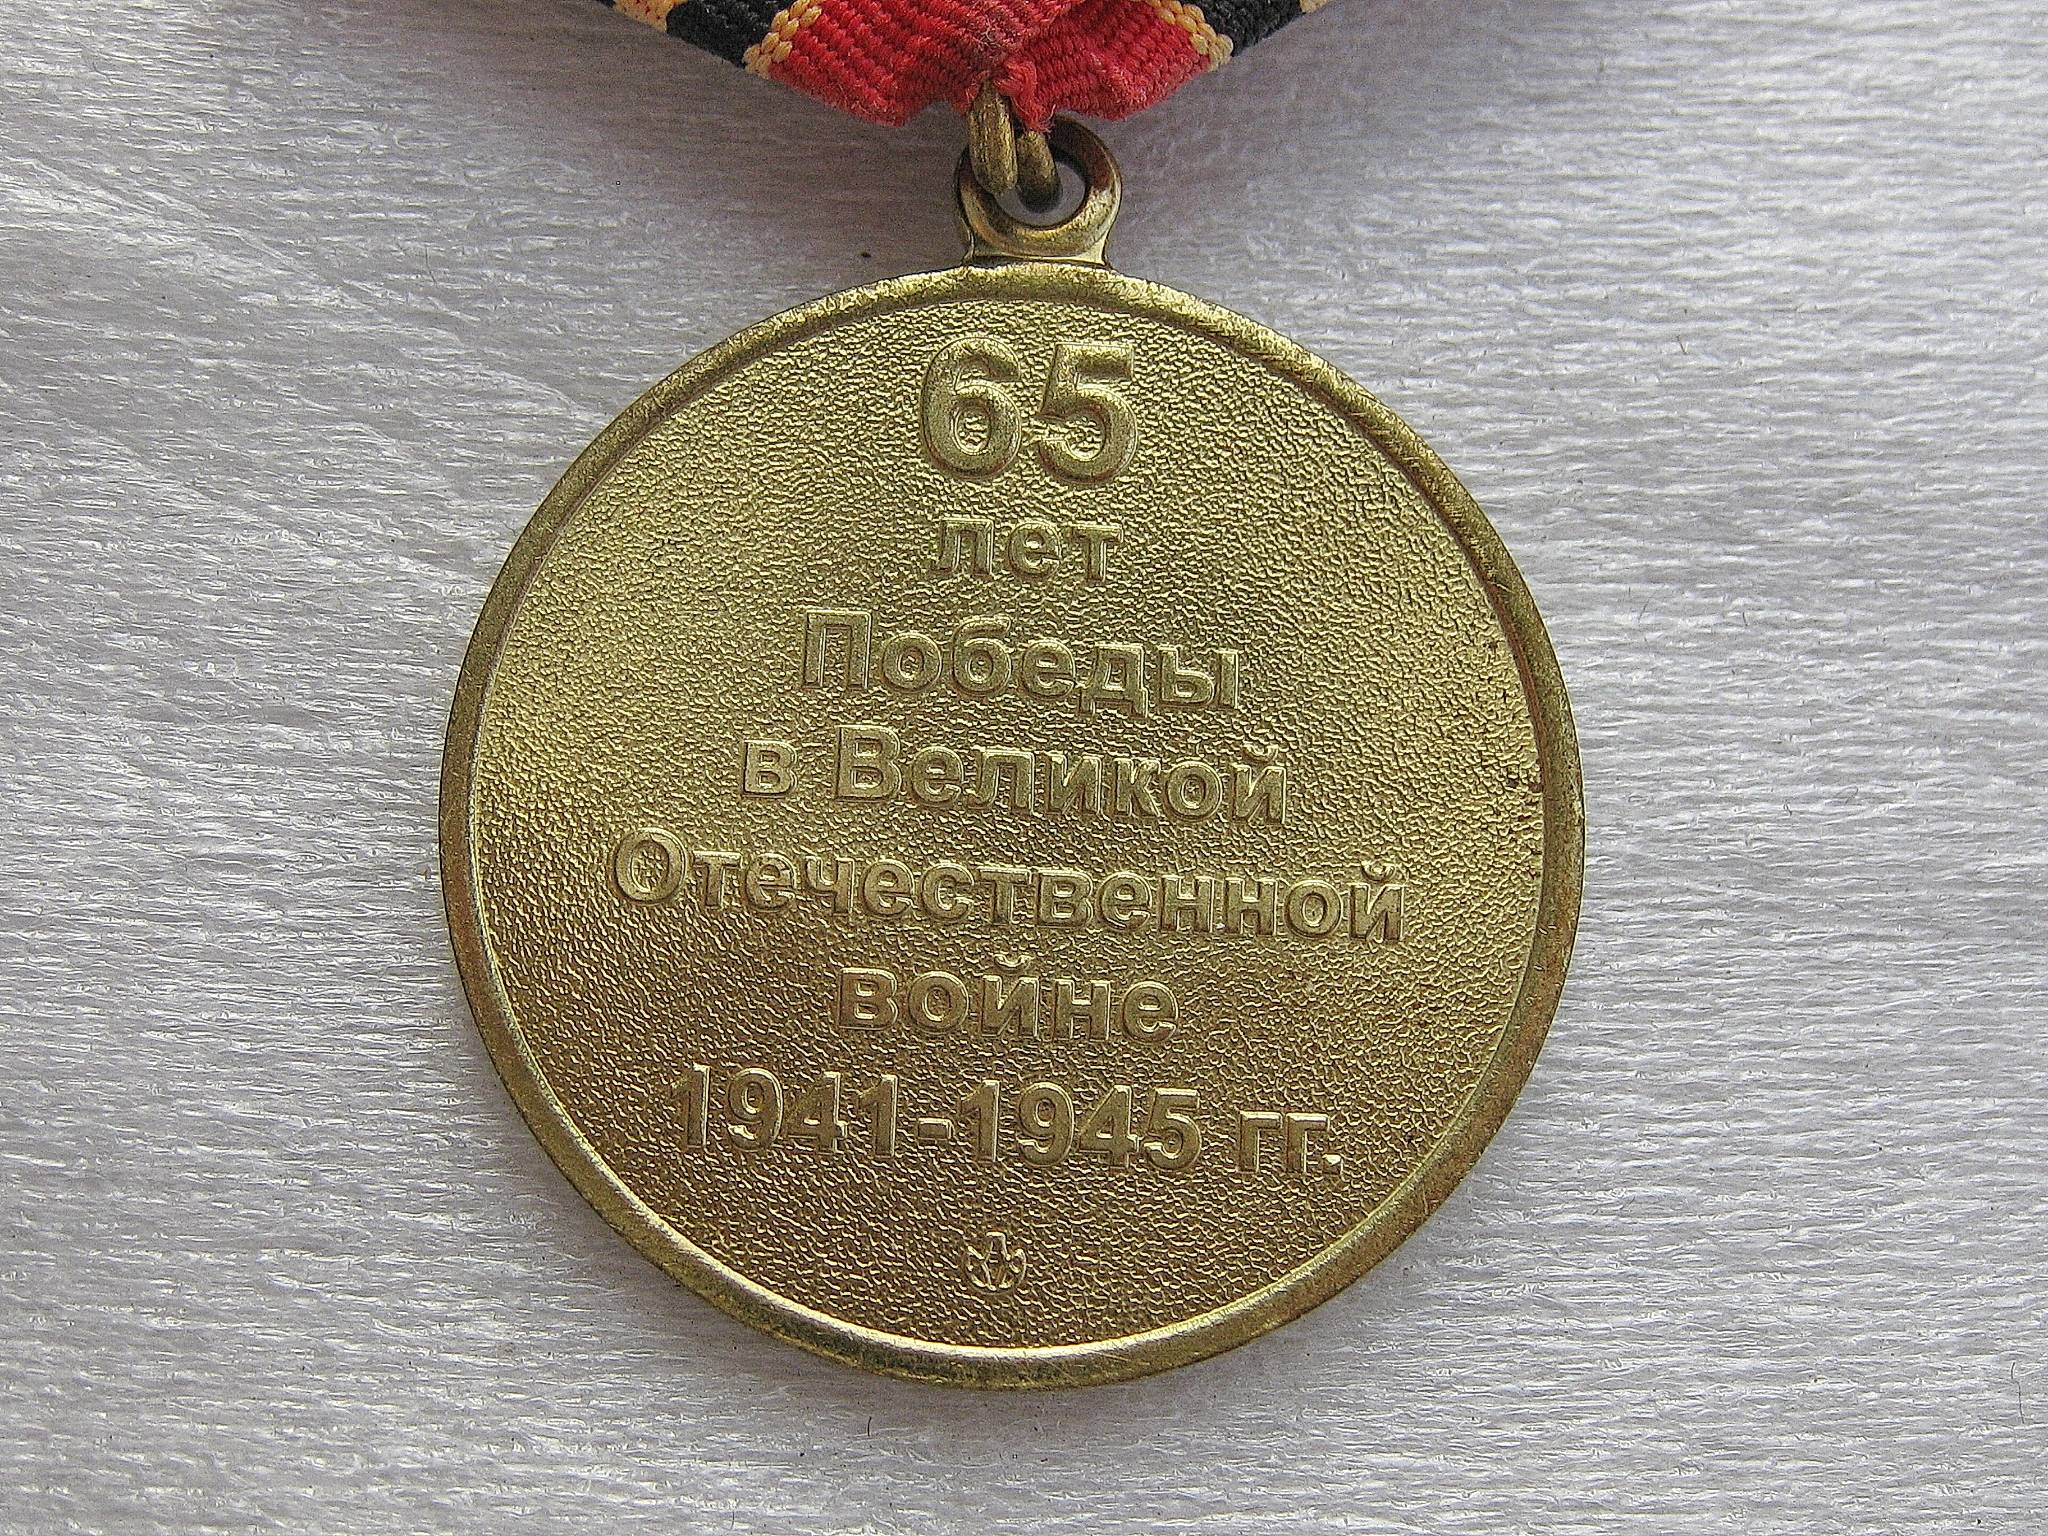 65
лет
Победы
в Великой
Отечественной
войне
1941-1945 гг.